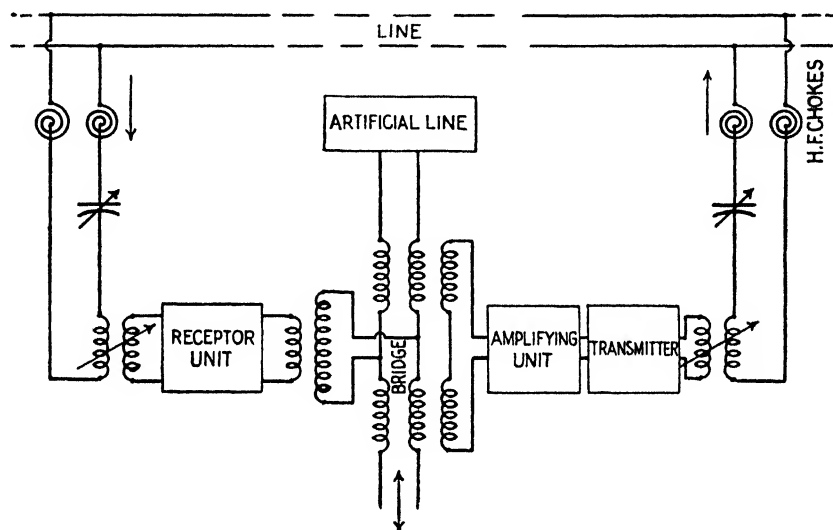 LINE
H.F. CHOKES
ARTIFICIAL LINE
RECEPTOR
UNIT
BRIDGE
AMPLIFYING
UNIT
TRANSMITTER